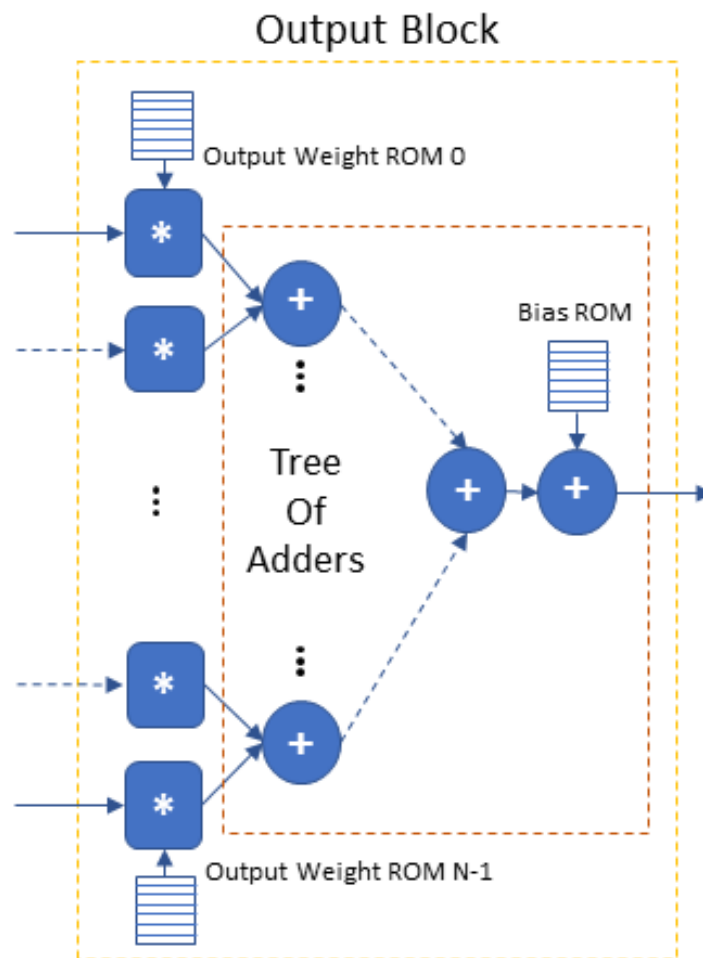 Output Block
Output Weight ROM 0
*
+
Bias ROM
*
Tree
Of
Adders
+
+
*
+
*
Output Weight ROM N-1